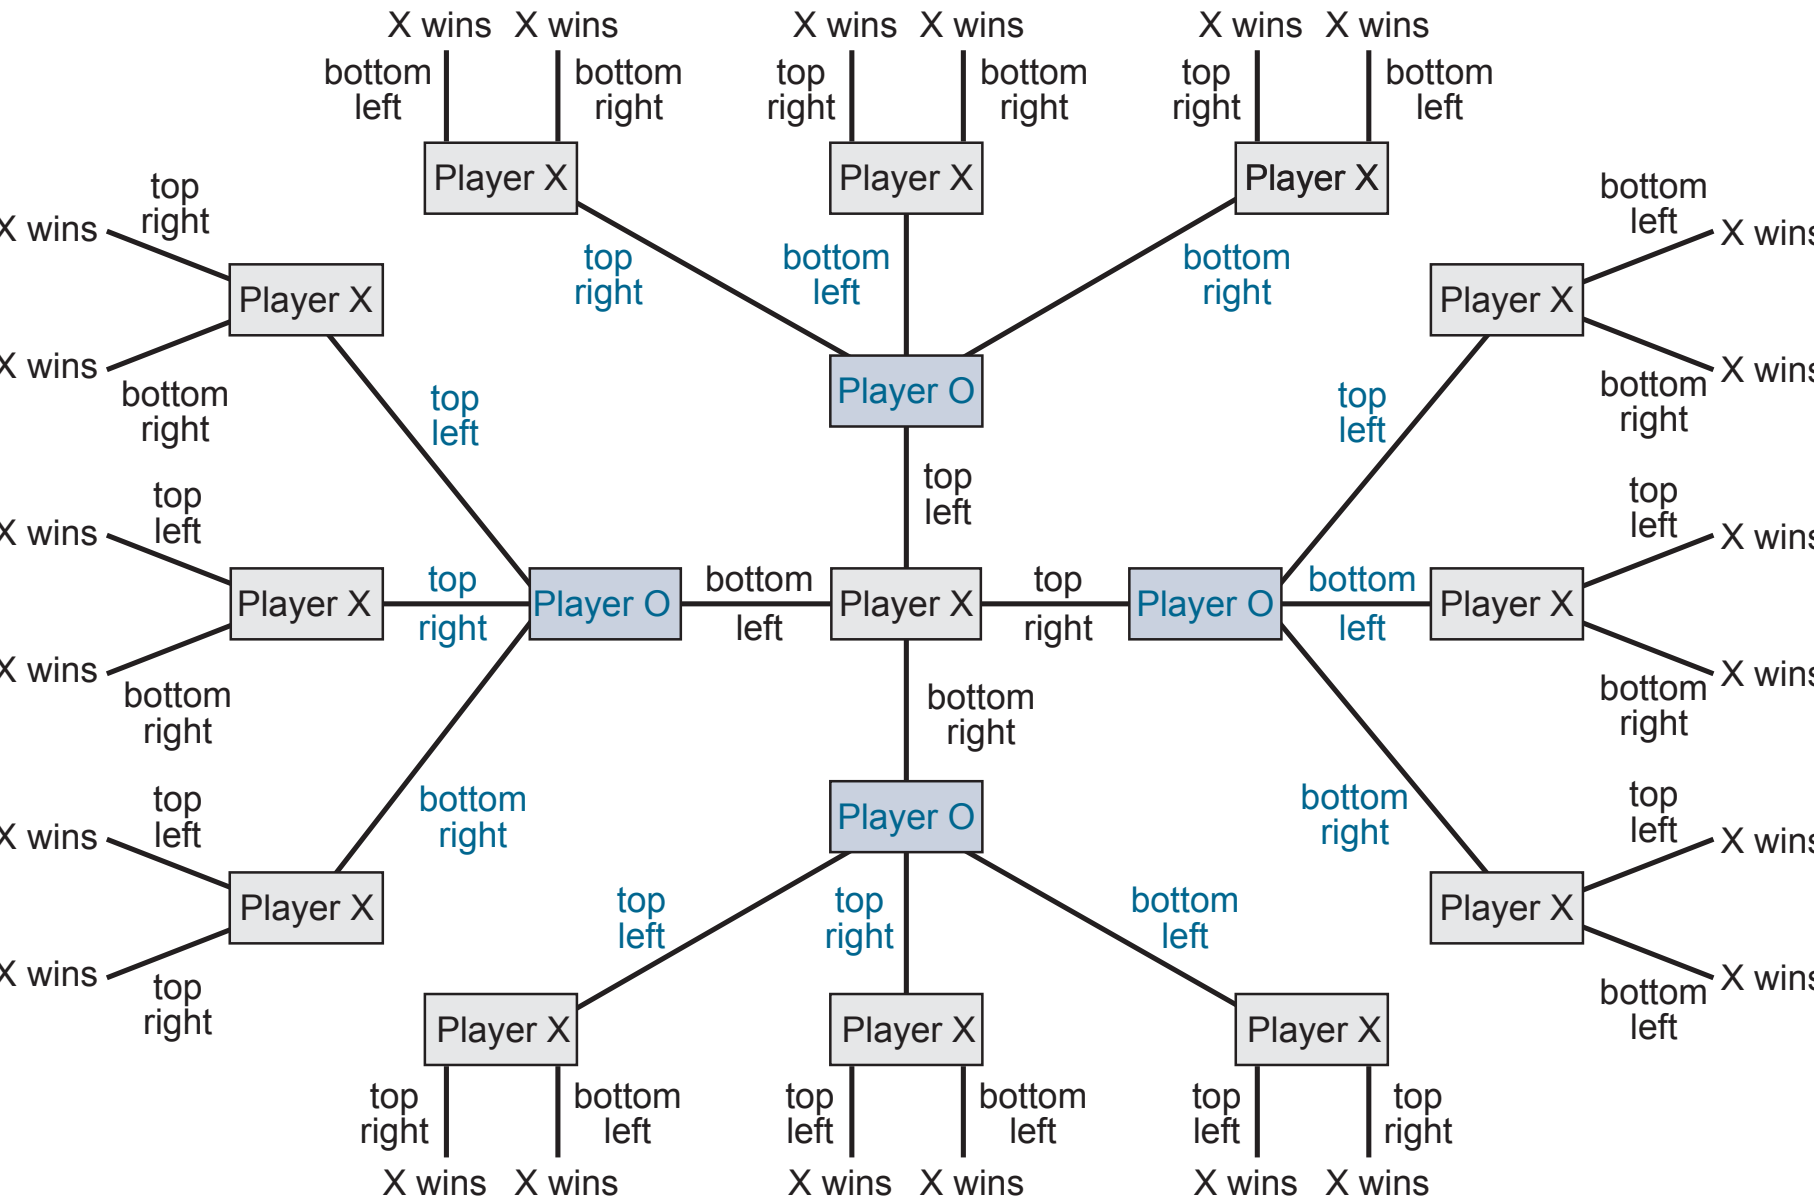 X wins X wins X wins X wins X wins X wins
bottom
left
bottom
right
top
right
bottom
right
top
right
bottom
left
Player X
Player X
Player X
top
right
X wins
Player X
X wins
bottom
right
bottom
left
X wins
Player X
X wins
bottom
right
top
right
bottom
left
bottom
right
Player O
top
left
top
left
top
left
top
left
X wins
Player X
X wins
bottom
right
top
right
Player O
bottom
left
Player X
top
right
Player O
bottom
left
Player X
top
left
X wins
X wins
bottom
right
bottom
right
Player O
top
left
X wins
Player X
X wins
top
right
bottom
right
bottom
right
top
left
X wins
Player X
X wins
bottom
left
top
left
top
right
bottom
left
Player X
Player X
Player X
top
right
bottom
left
top
left
bottom
left
top
left
top
right
X wins X wins X wins X wins X wins X wins